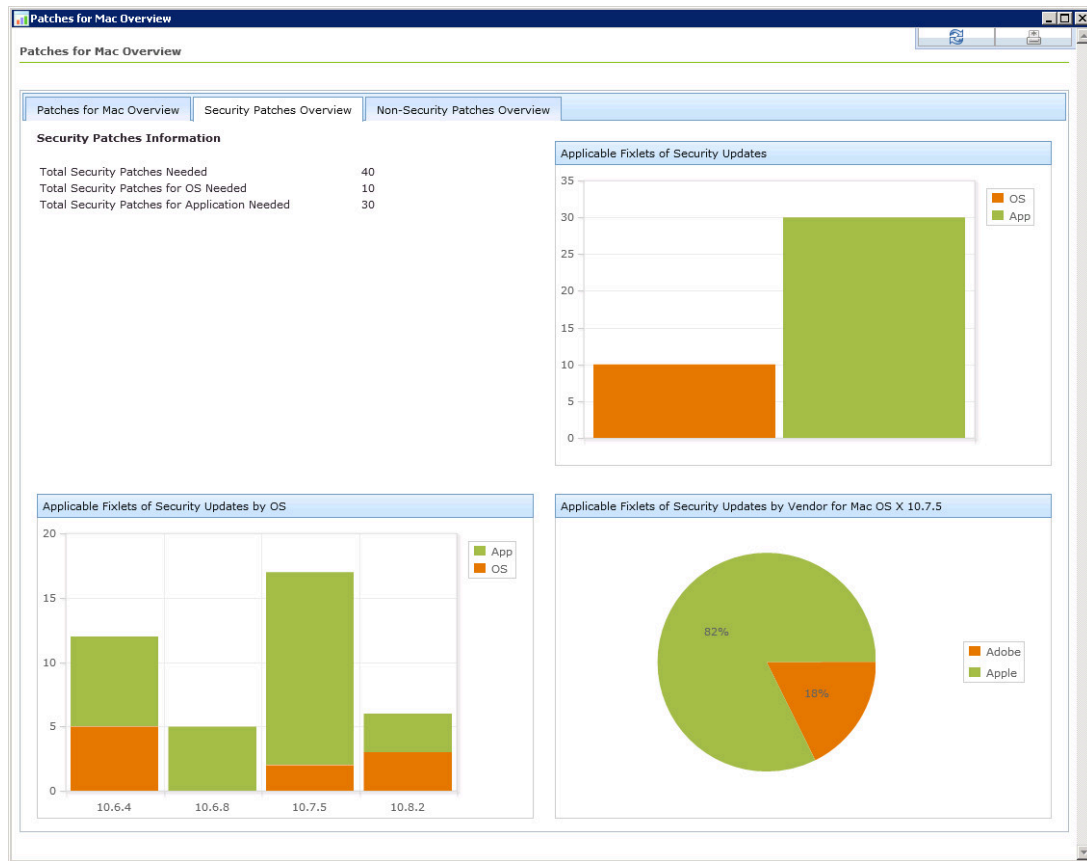 Patches for Mac Overview
Patches for Mac Overview
Patches for Mac Overview
Security Patches Overview
Non-Security Patches Overview
Security Patches Information
Total Security Patches Needed 40
Total Security Patches for OS Needed 10
Total Security Patches for Application Needed 30
Applicable Fixlets of Security Updates
35
30
25
20
15
10
5
0
OS
App
Applicable Fixlets of Security Updates by OS
20
15
10
5
0
10.6.4
10.6.8
10.7.5
10.8.2
App
OS
Applicable Fixlets of Security Updates by Vendor for Mac OS X 10.7.5
82%
18%
Adobe
Apple